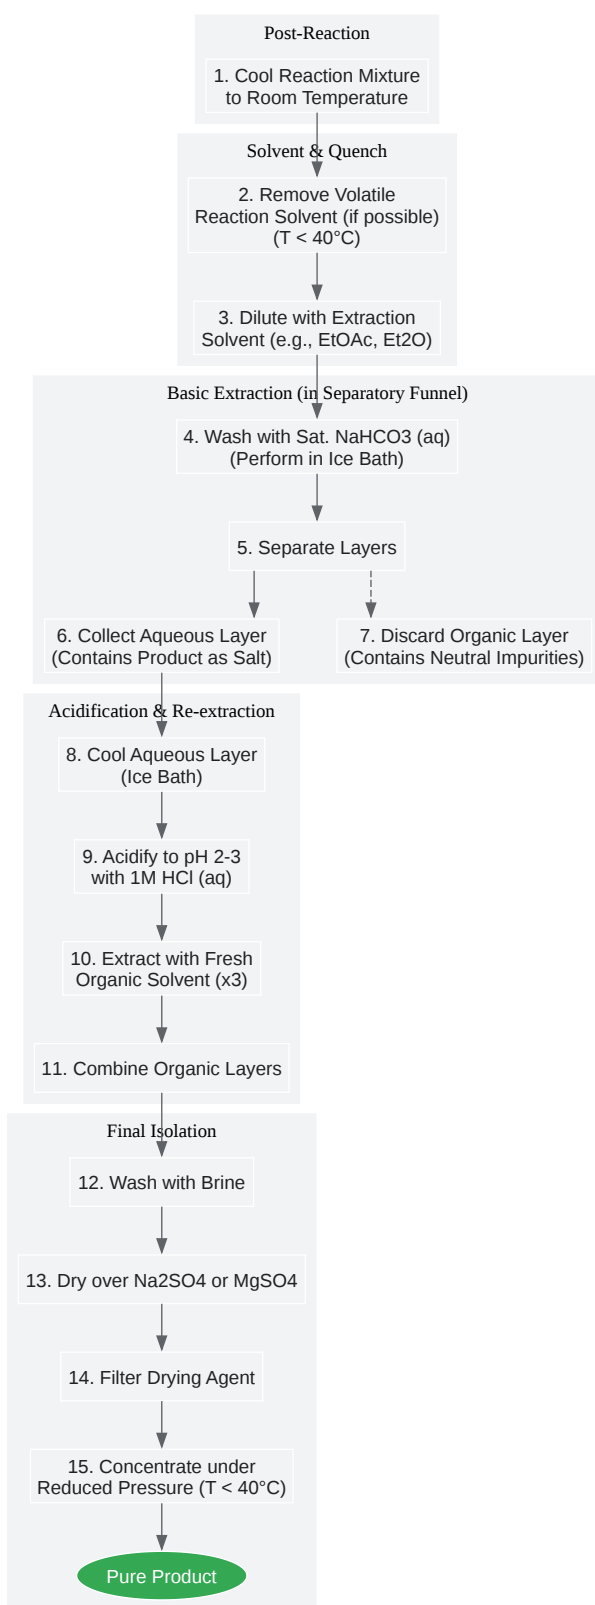 Post-Reaction
1. Cool Reaction Mixture
to Room Temperature
Solvent & Quench
2. Remove Volatile
Reaction Solvent (if possible)
(T < 40°C)
3. Dilute with Extraction
Solvent (e.g., EtOAc, Et2O)
Basic Extraction (in Separatory Funnel)
4. Wash with Sat. NaHCO3 (aq)
(Perform in Ice Bath)
5. Separate Layers
6. Collect Aqueous Layer
(Contains Product as Salt)
7. Discard Organic Layer
(Contains Neutral Impurities)
Acidification & Re-extraction
8. Cool Aqueous Layer
(Ice Bath)
9. Acidify to pH 2-3
with 1M HCl (aq)
10. Extract with Fresh
Organic Solvent (x3)
11. Combine Organic Layers
Final Isolation
12. Wash with Brine
13. Dry over Na2SO4 or MgSO4
14. Filter Drying Agent
15. Concentrate under
Reduced Pressure (T < 40°C)
Pure Product